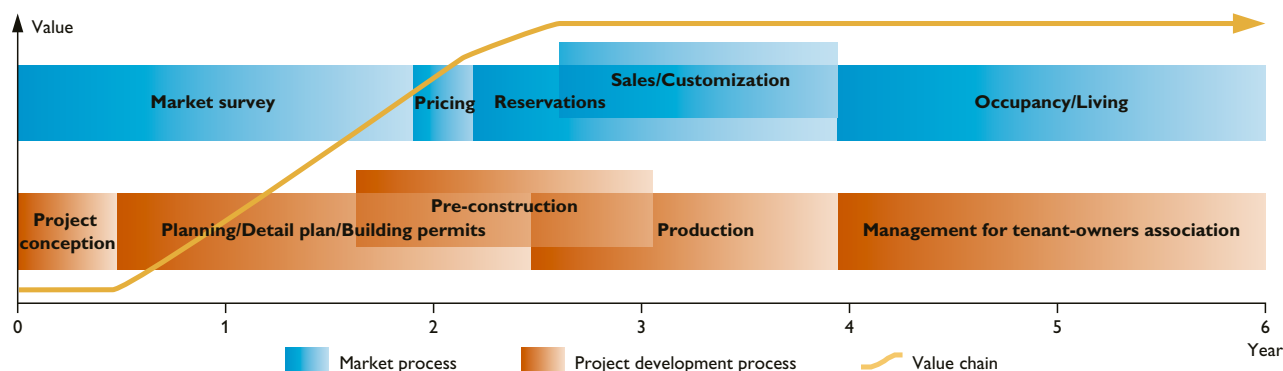 Value
Sales/Customization
Market survey
Pricing
Reservations
Occupancy/Living
Pre-construction
Project
conception
Planning/Detail plan/Building permits
Production
Management for tenant-owners association
0 1 2 3 4 5 6
Year
Market process
Project development process
Value chain